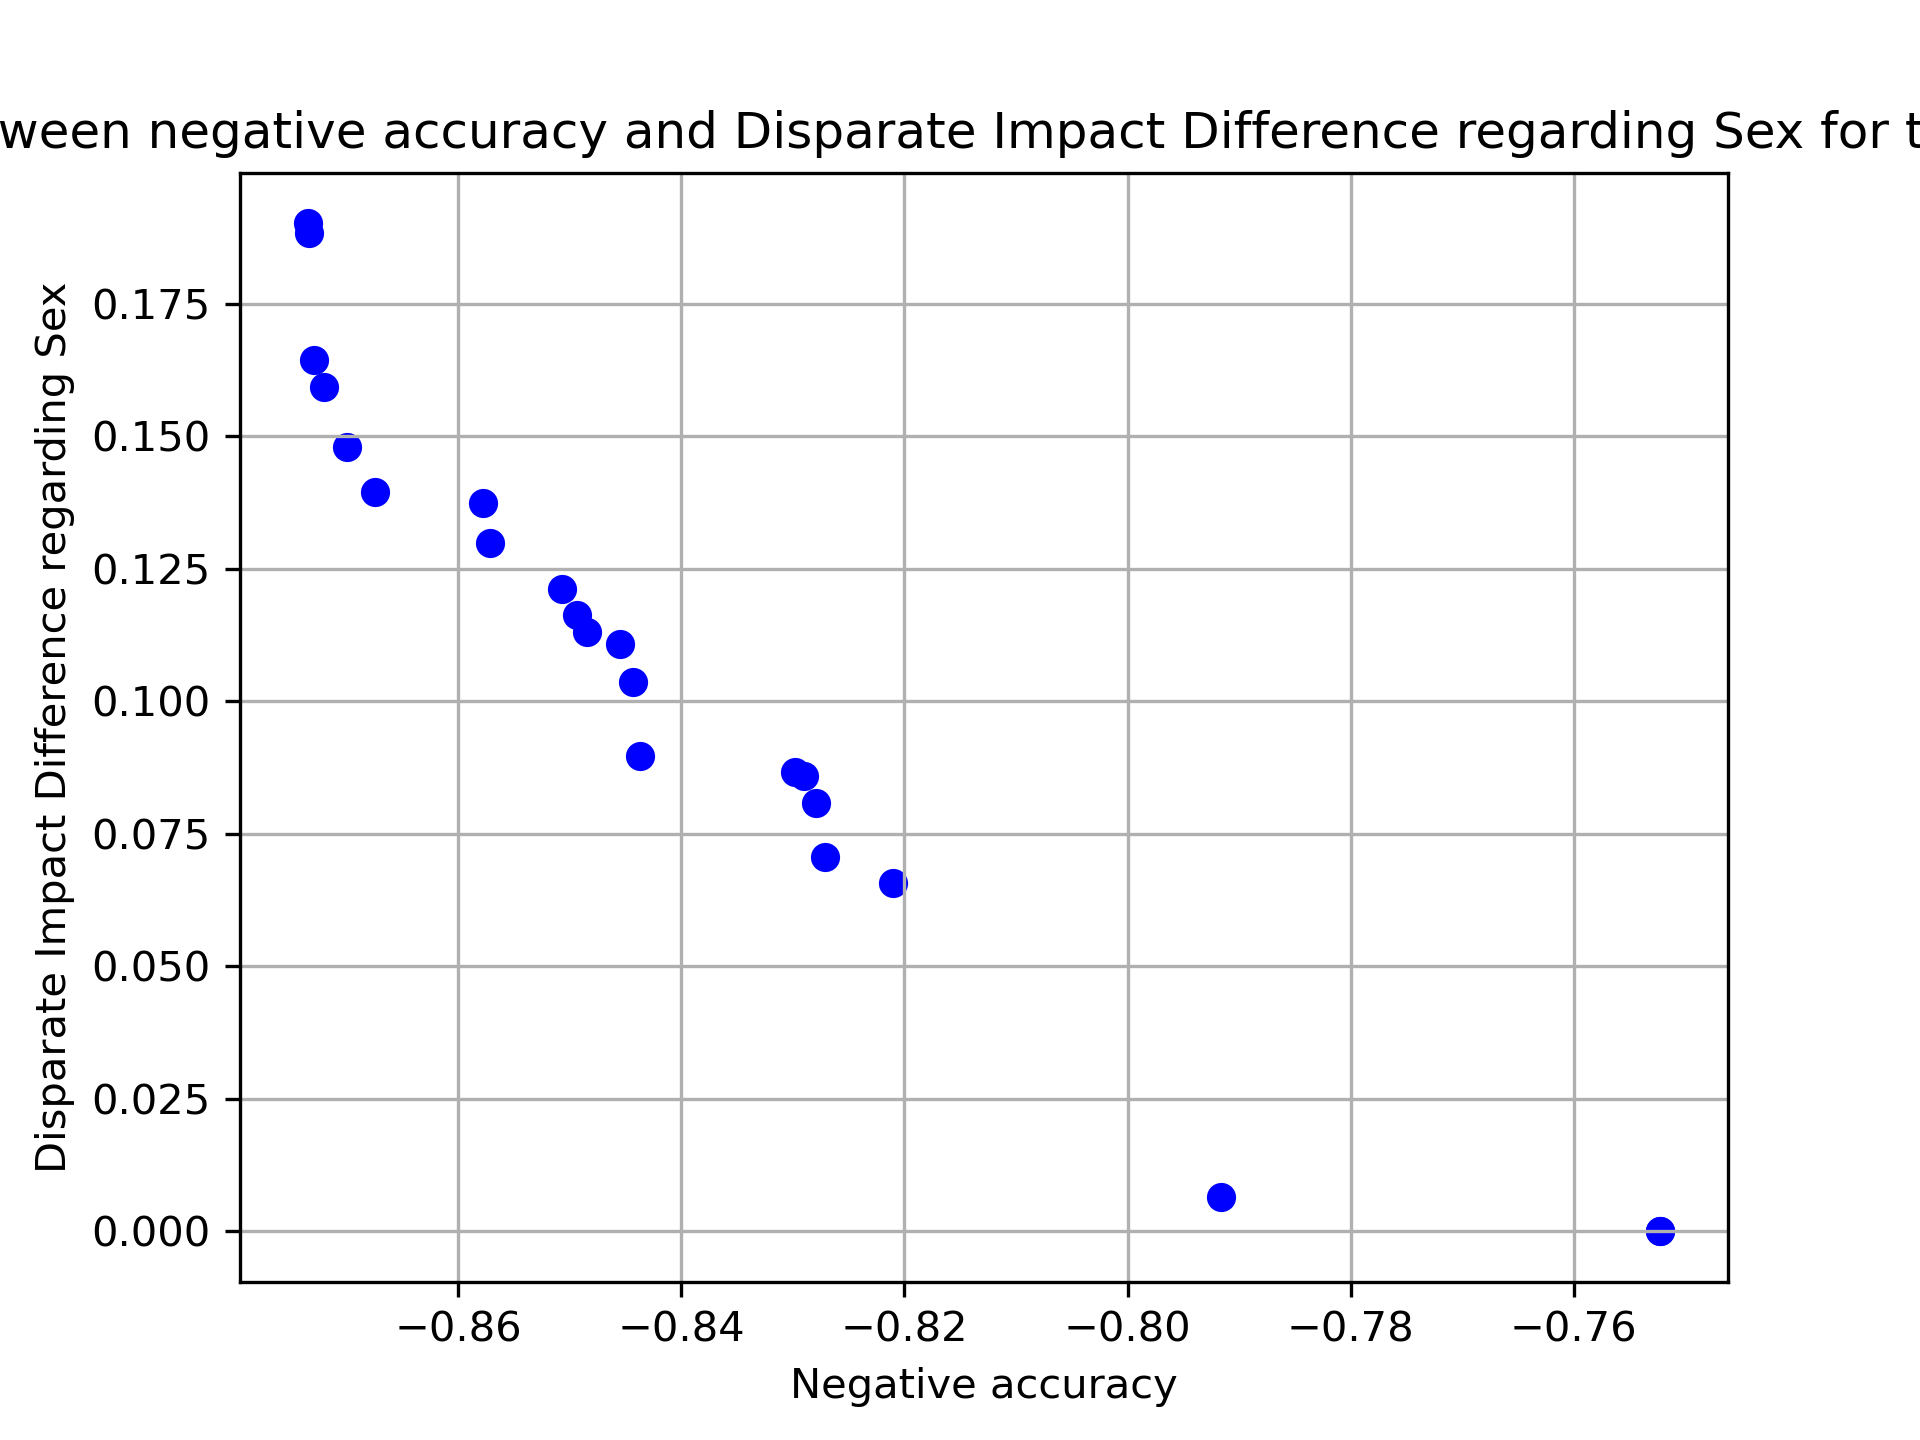 ween negative accuracy and Disparate Impact Difference regarding Sex for t
Disparate Impact Difference regarding Sex
0.175
0.150
0.125
0.100
0.075
0.050
0.025
0.000
−0.86 −0.84 −0.82 −0.80 −0.78 −0.76
Negative accuracy